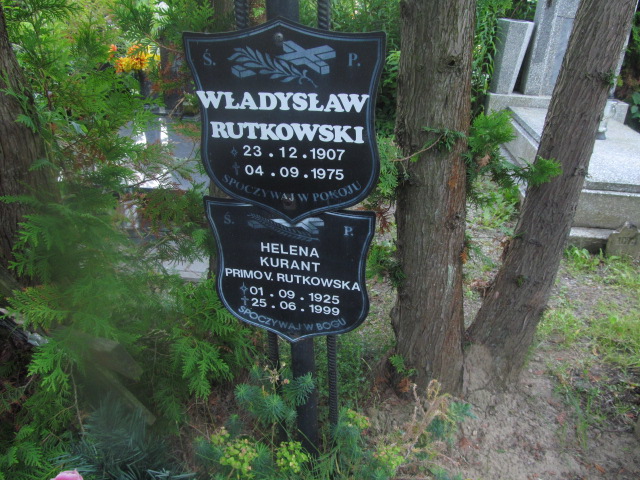 Ś. P.
WŁADYSŁAW
RUTKOWSKI
23.12.1907
04.09.1975
SPOCZYWAJ W POKOJU
Ś. P.
HELENA
KURANT
PRIMOV. RUTKOWSKA
01.09.1925
25.06.1999
SPOCZYWAJ W BOGU